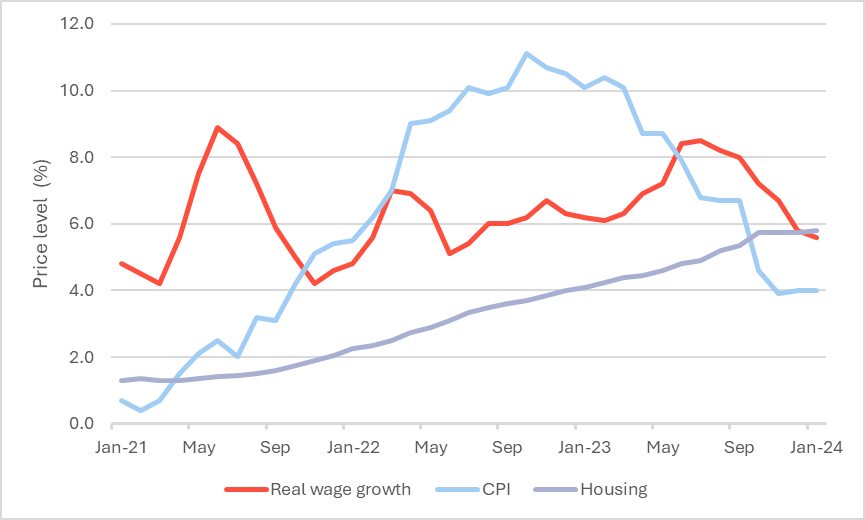 12.0
10.0
8.0
6.0
4.0
2.0
0.0
Price level (%)
Jan-21 May Sep Jan-22 May Sep Jan-23 May Sep Jan-24
Real wage growth CPI Housing